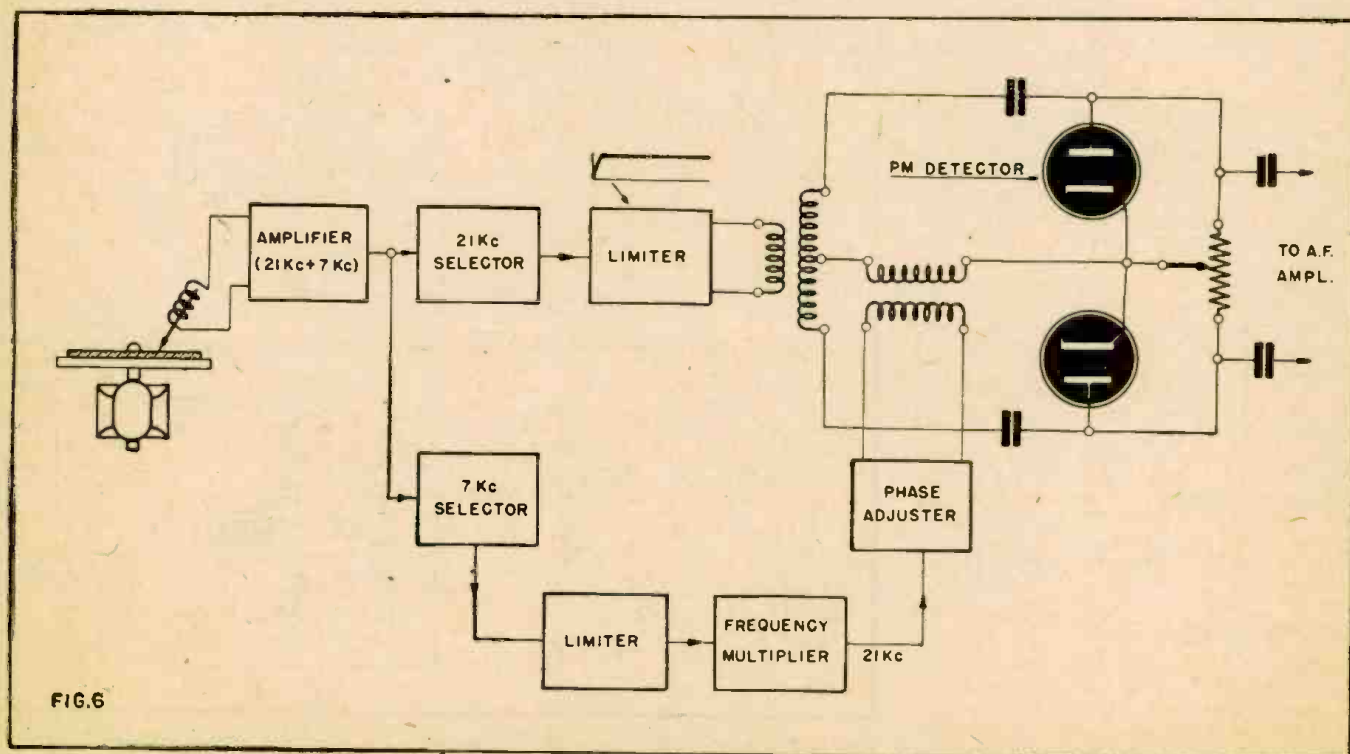 AMPLIFIER
(21Kc+7Kc)
21Kc
SELECTOR
LIMITER
PM DETECTOR
TO A.F.
AMPL.
7Kc
SELECTOR
PHASE
ADJUSTER
LIMITER
FREQUENCY
MULTIPLIER
21Kc
FIG.6